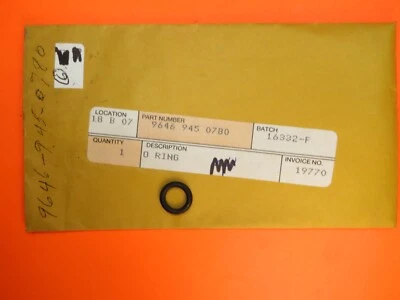 9646-945-0780
LOCATION PART NUMBER BATCH
1B B 07 9646 945 0780 16332-F
QUANTITY DESCRIPTION INVOICE NO.
1 O RING 19770